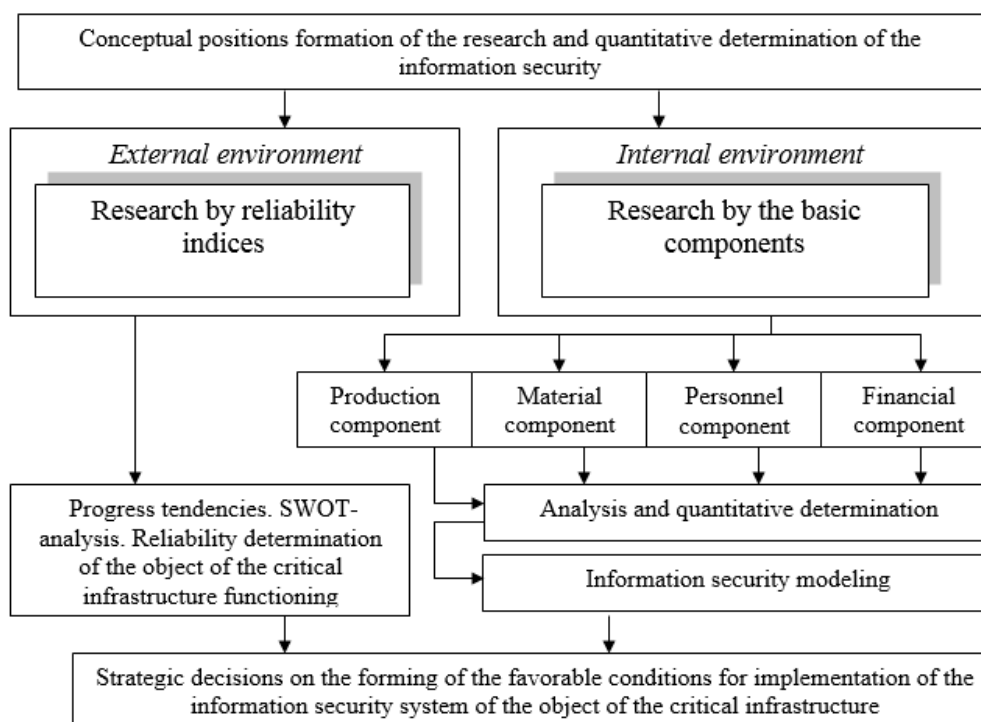 Conceptual positions formation of the research and quantitative determination of the
information security
External environment
Research by reliability
indices
Internal environment
Research by the basic
components
Production
component
Material
component
Personnel
component
Financial
component
Progress tendencies. SWOT-
analysis. Reliability determination
of the object of the critical
infrastructure functioning
Analysis and quantitative determination
Information security modeling
Strategic decisions on the forming of the favorable conditions for implementation of the
information security system of the object of the critical infrastructure